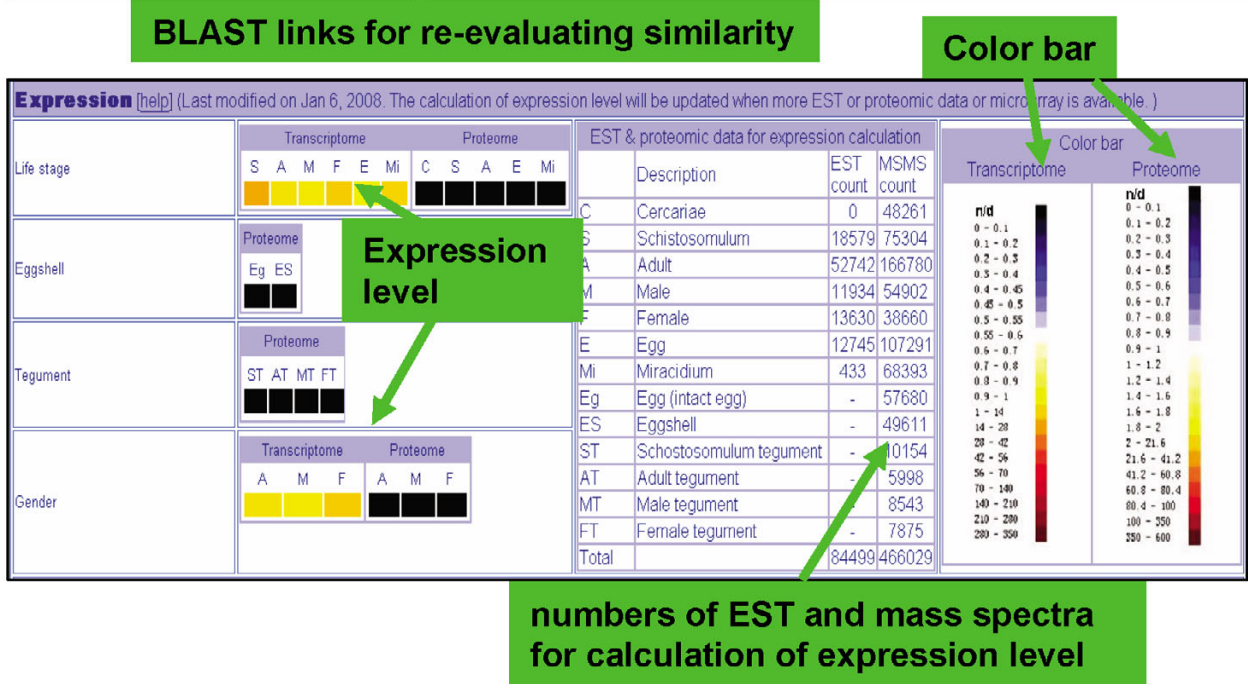 BLAST links for re-evaluating similarity
Color bar
Expression [help] (Last modified on Jan 6, 2008. The calculation of expression level will be updated when more EST or proteomic data or microarray is available. )
Life stage
Transcriptome Proteome
S A M F E Mi C S A E Mi
Eggshell
Proteome
Eg ES
Expression
level
Tegument
Proteome
ST AT MT FT
Gender
Transcriptome Proteome
A M F A M F
EST & proteomic data for expression calculation
Description EST count MSMS count
C Cercariae 0 48261
S Schistosomulum 18579 75304
A Adult 52742 166780
M Male 11934 54902
F Female 13630 38660
E Egg 12745 107291
Mi Miracidium 433 68393
Eg Egg (intact egg) - 57680
ES Eggshell - 49611
ST Schostosomulum tegument - 10154
AT Adult tegument - 5998
MT Male tegument - 8543
FT Female tegument - 7875
Total 84499 466029
Color bar
Transcriptome
n/d
0 - 0.1
0.1 - 0.2
0.2 - 0.3
0.3 - 0.4
0.4 - 0.45
0.45 - 0.5
0.5 - 0.55
0.55 - 0.6
0.6 - 0.7
0.7 - 0.8
0.8 - 0.9
0.9 - 1
1 - 14
14 - 28
28 - 42
42 - 56
56 - 70
70 - 140
140 - 210
210 - 280
280 - 350
Proteome
n/d
0 - 0.1
0.1 - 0.2
0.2 - 0.3
0.3 - 0.4
0.4 - 0.5
0.5 - 0.6
0.6 - 0.7
0.7 - 0.8
0.8 - 0.9
0.9 - 1
1 - 1.2
1.2 - 1.4
1.4 - 1.6
1.6 - 1.8
1.8 - 2
2 - 21.6
21.6 - 41.2
41.2 - 60.8
60.8 - 80.4
80.4 - 100
100 - 350
350 - 600
numbers of EST and mass spectra
for calculation of expression level